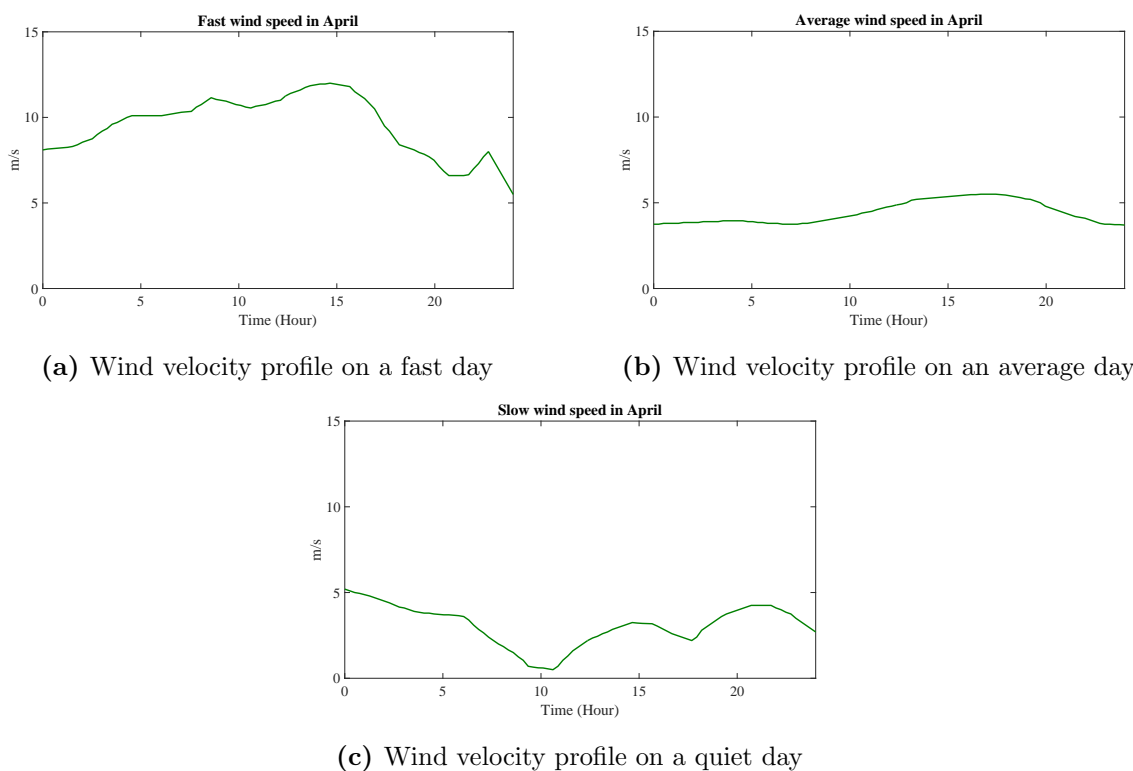 Fast wind speed in April
15
10
5
0
m/s
0 5 10 15 20
Time (Hour)
(a) Wind velocity profile on a fast day
Average wind speed in April
15
10
5
0
m/s
0 5 10 15 20
Time (Hour)
(b) Wind velocity profile on an average day
Slow wind speed in April
15
10
5
0
m/s
0 5 10 15 20
Time (Hour)
(c) Wind velocity profile on a quiet day